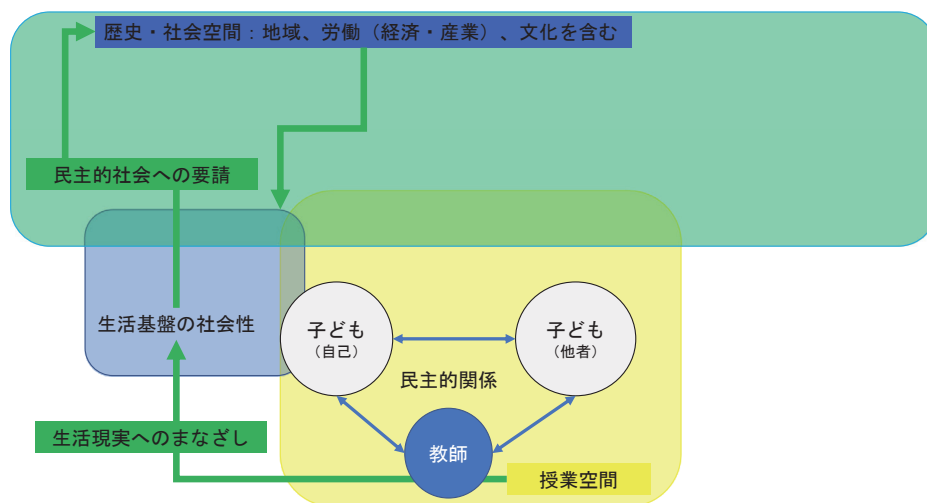 歴史・社会空間：地域、労働（経済・産業）、文化を含む
民主的社会への要請
生活基盤の社会性
子ども
（自己）
子ども
（他者）
民主的関係
生活現実へのまなざし
教師
授業空間